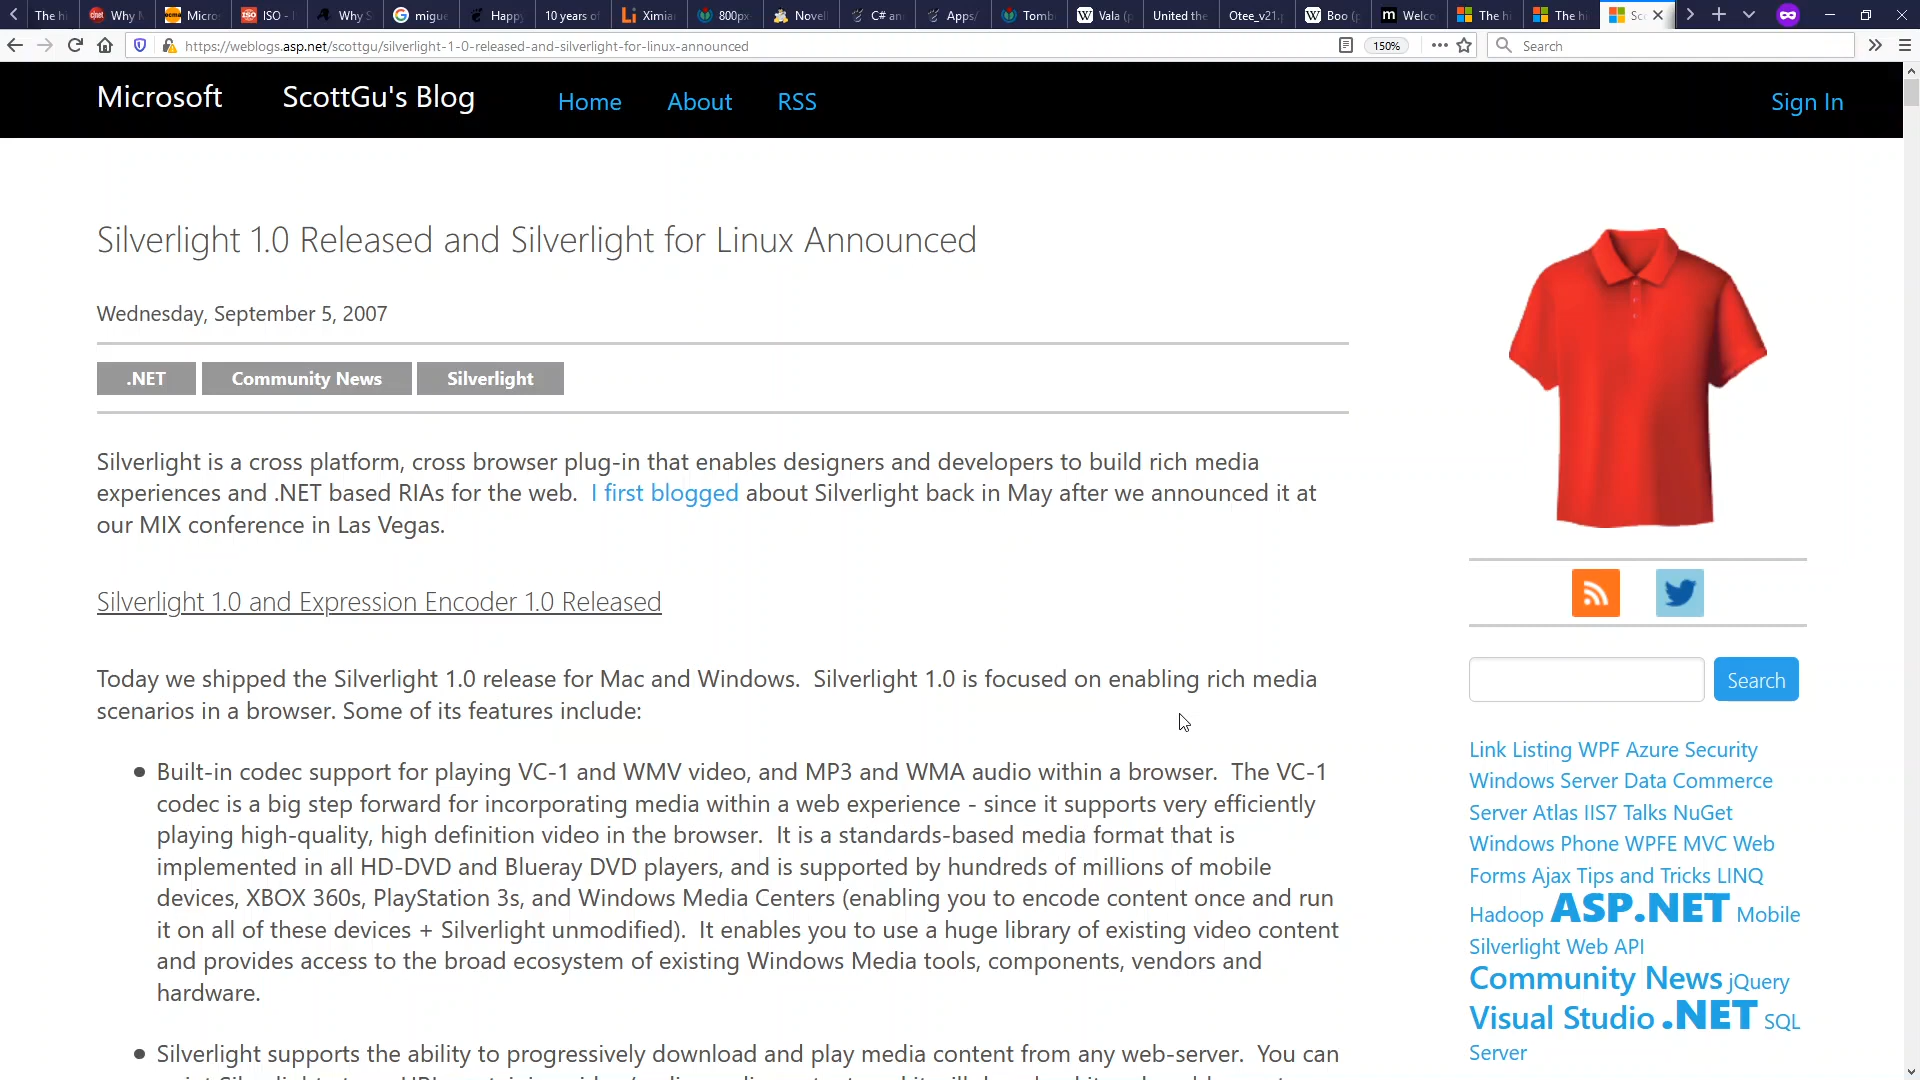 The hi
Why I
Micro
ISO -
Why S
migue
Happy
10 years o
Ximia
800px
Novell
C# an
Apps/
Tomb
Vala (p
United the
Otee_v21.
Boo (p
Welco
The hi
The hi
Sc
https://weblogs.asp.net/scottgu/silverlight-1-0-released-and-silverlight-for-linux-announced
150%
Search
Microsoft
ScottGu's Blog
Home
About
RSS
Sign In
Silverlight 1.0 Released and Silverlight for Linux Announced
Wednesday, September 5, 2007
.NET
Community News
Silverlight
Silverlight is a cross platform, cross browser plug-in that enables designers and developers to build rich media
experiences and .NET based RIAs for the web.  I first blogged about Silverlight back in May after we announced it at
our MIX conference in Las Vegas.
Silverlight 1.0 and Expression Encoder 1.0 Released
Today we shipped the Silverlight 1.0 release for Mac and Windows.  Silverlight 1.0 is focused on enabling rich media
scenarios in a browser. Some of its features include:
Built-in codec support for playing VC-1 and WMV video, and MP3 and WMA audio within a browser.  The VC-1
codec is a big step forward for incorporating media within a web experience - since it supports very efficiently
playing high-quality, high definition video in the browser.  It is a standards-based media format that is
implemented in all HD-DVD and Blueray DVD players, and is supported by hundreds of millions of mobile
devices, XBOX 360s, PlayStation 3s, and Windows Media Centers (enabling you to encode content once and run
it on all of these devices + Silverlight unmodified).  It enables you to use a huge library of existing video content
and provides access to the broad ecosystem of existing Windows Media tools, components, vendors and
hardware.
Silverlight supports the ability to progressively download and play media content from any web-server.  You can
Search
Link Listing WPF Azure Security
Windows Server Data Commerce
Server Atlas IIS7 Talks NuGet
Windows Phone WPFE MVC Web
Forms Ajax Tips and Tricks LINQ
Hadoop ASP.NET Mobile
Silverlight Web API
Community News jQuery
Visual Studio .NET SQL
Server